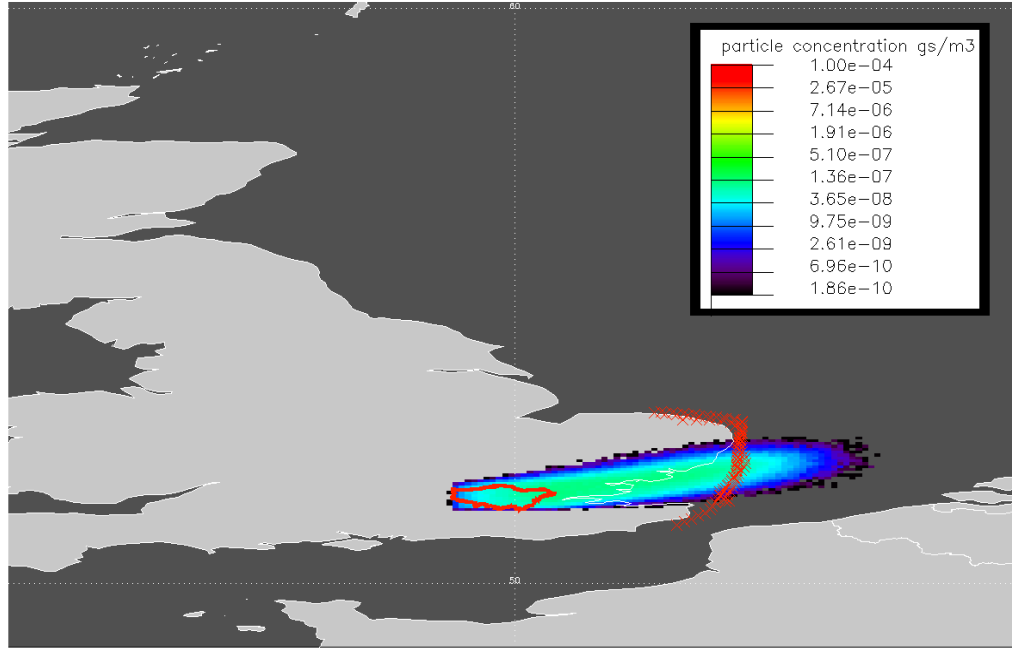 60
particle concentration gs/m3
1.00e-04
2.67e-05
7.14e-06
1.91e-06
5.10e-07
1.36e-07
3.65e-08
9.75e-09
2.61e-09
6.96e-10
1.86e-10
50